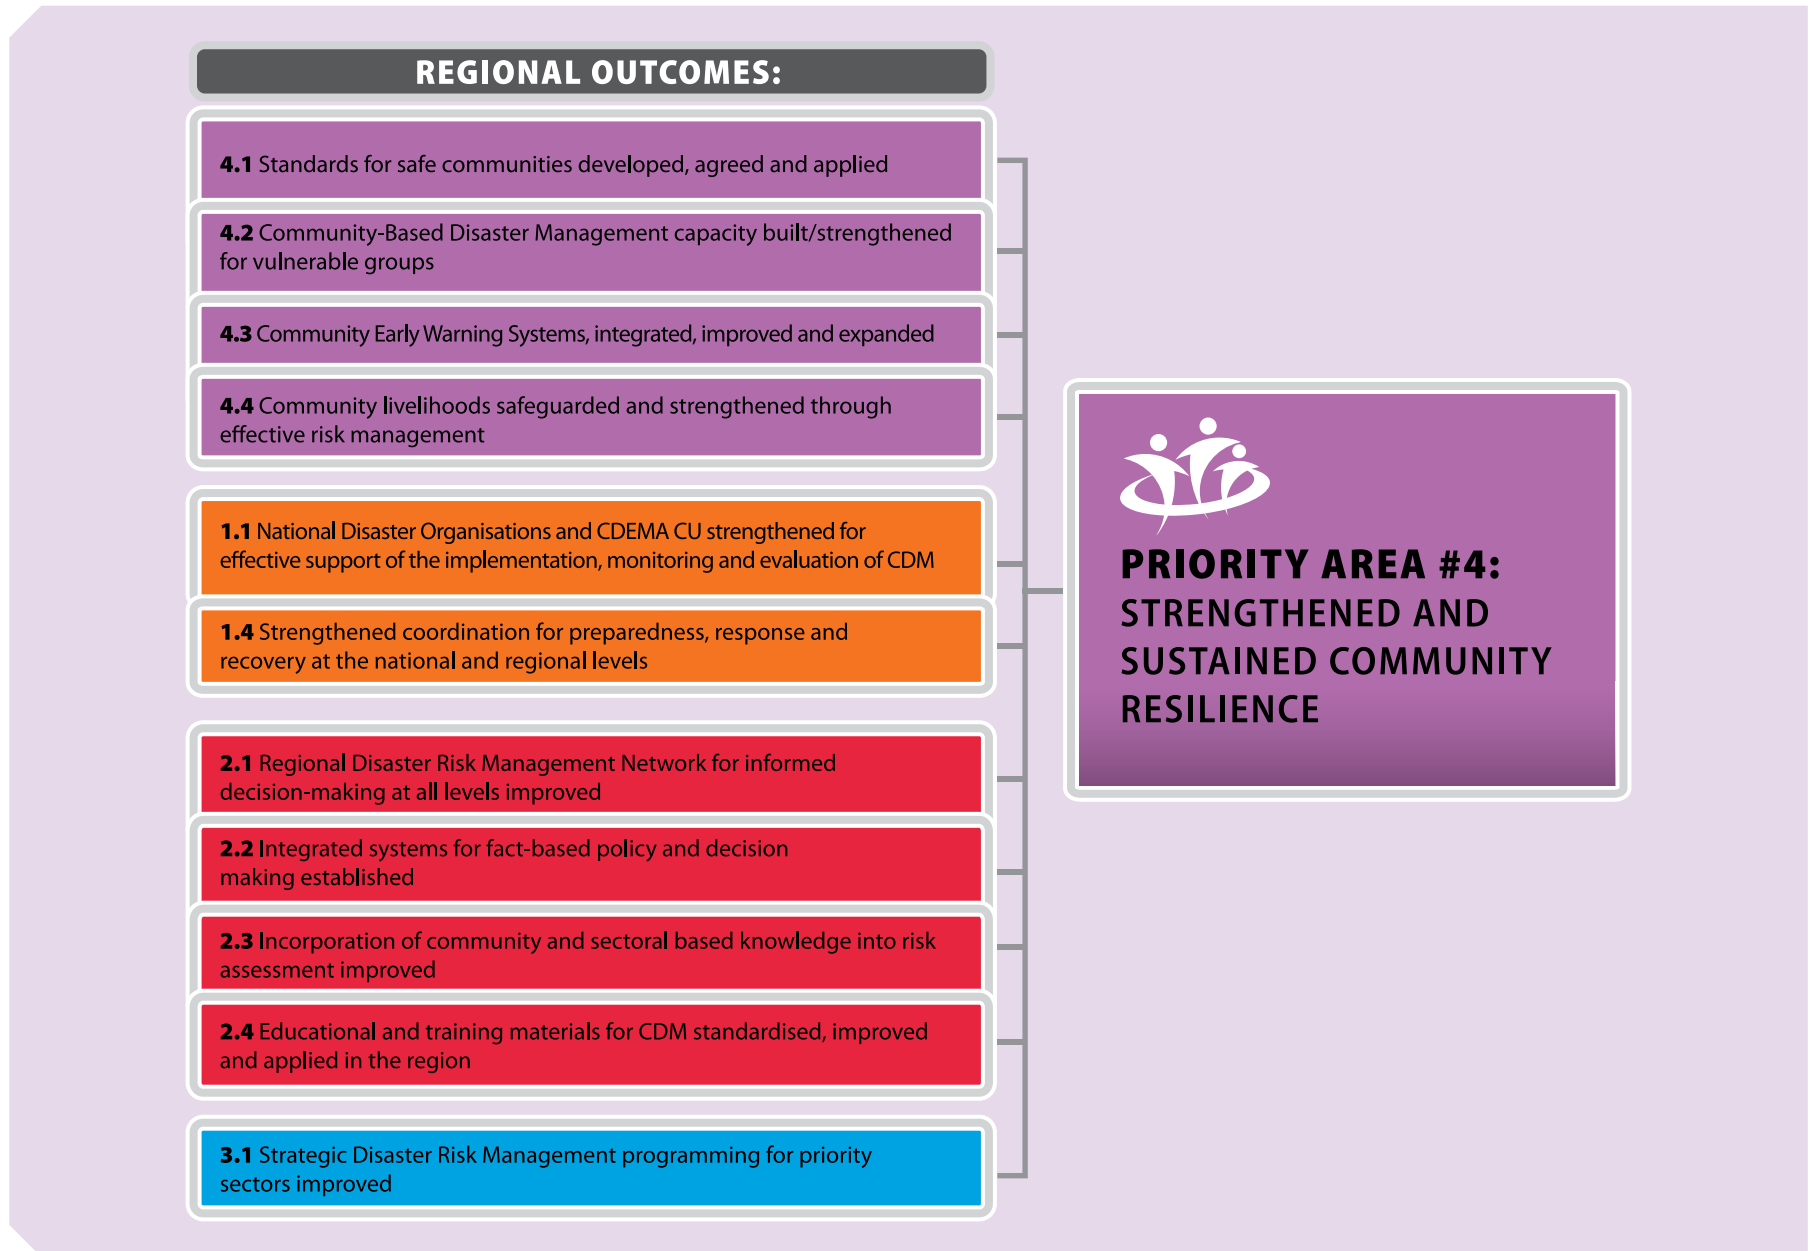 REGIONAL OUTCOMES:
4.1 Standards for safe communities developed, agreed and applied
4.2 Community-Based Disaster Management capacity built/strengthened
for vulnerable groups
4.3 Community Early Warning Systems, integrated, improved and expanded
4.4 Community livelihoods safeguarded and strengthened through
effective risk management
1.1 National Disaster Organisations and CDEMA CU strengthened for
effective support of the implementation, monitoring and evaluation of CDM
1.4 Strengthened coordination for preparedness, response and
recovery at the national and regional levels
2.1 Regional Disaster Risk Management Network for informed
decision-making at all levels improved
2.2 Integrated systems for fact-based policy and decision
making established
2.3 Incorporation of community and sectoral based knowledge into risk
assessment improved
2.4 Educational and training materials for CDM standardised, improved
and applied in the region
3.1 Strategic Disaster Risk Management programming for priority
sectors improved
PRIORITY AREA #4:
STRENGTHENED AND
SUSTAINED COMMUNITY
RESILIENCE